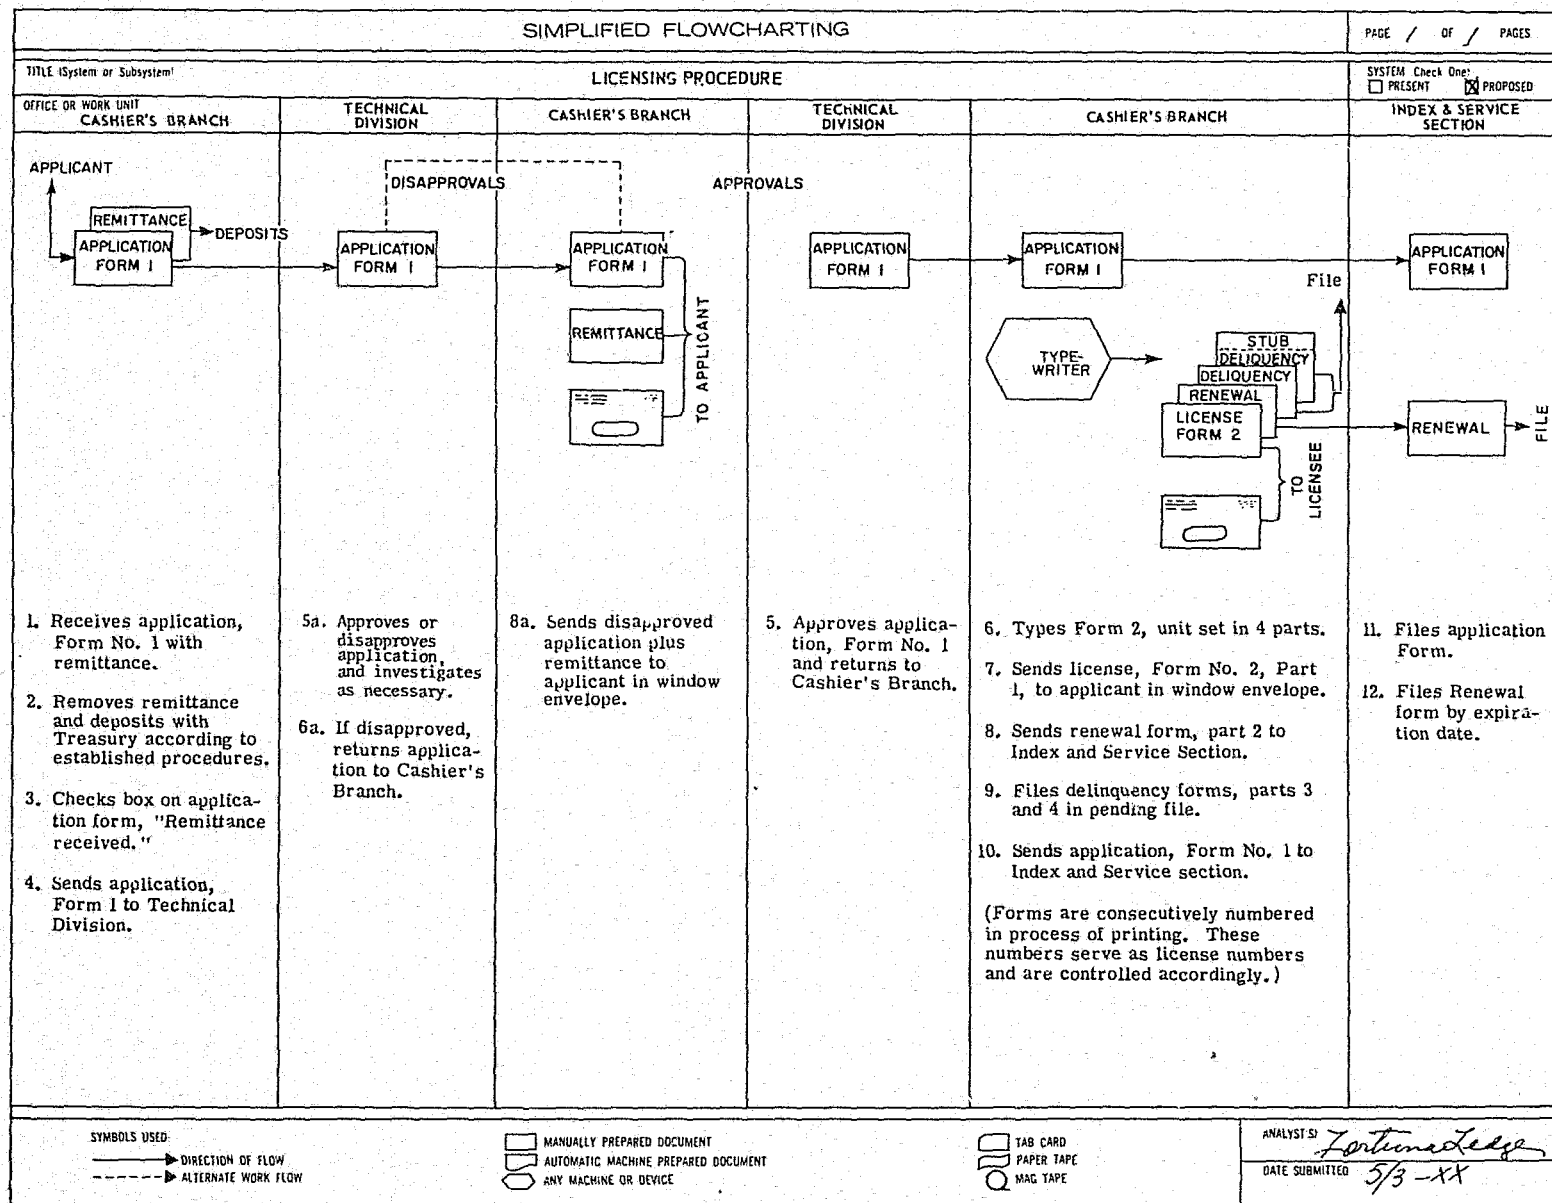 SIMPLIFIED FLOWCHARTING
PAGE 1 OF 1 PAGES
TITLE (System or Subsystem)
LICENSING PROCEDURE
SYSTEM Check One:
PRESENT PROPOSED
OFFICE OR WORK UNIT
CASHIER'S BRANCH
TECHNICAL
DIVISION
CASHIER'S BRANCH
TECHNICAL
DIVISION
CASHIER'S BRANCH
INDEX & SERVICE
SECTION
APPLICANT
REMITTANCE
APPLICATION
FORM 1
DEPOSITS
DISAPPROVALS
APPLICATION
FORM 1
APPLICATION
FORM 1
REMITTANCE
TO APPLICANT
APPROVALS
APPLICATION
FORM 1
APPLICATION
FORM 1
File
TYPE-
WRITER
STUB
DELIQUENCY
DELIQUENCY
RENEWAL
LICENSE
FORM 2
TO
LICENSEE
APPLICATION
FORM 1
RENEWAL
FILE
1. Receives application,
Form No. 1 with
remittance.
2. Removes remittance
and deposits with
Treasury according to
established procedures.
3. Checks box on applica-
tion form, "Remittance
received."
4. Sends application,
Form 1 to Technical
Division.
5a. Approves or
disapproves
application,
and investigates
as necessary.
6a. If disapproved,
returns applica-
tion to Cashier's
Branch.
8a. Sends disapproved
application plus
remittance to
applicant in window
envelope.
5. Approves applica-
tion, Form No. 1
and returns to
Cashier's Branch.
6. Types Form 2, unit set in 4 parts.
7. Sends license, Form No. 2, Part
1, to applicant in window envelope.
8. Sends renewal form, part 2 to
Index and Service Section.
9. Files delinquency forms, parts 3
and 4 in pending file.
10. Sends application, Form No. 1 to
Index and Service section.
(Forms are consecutively numbered
in process of printing. These
numbers serve as license numbers
and are controlled accordingly.)
11. Files application
Form.
12. Files Renewal
form by expira-
tion date.
SYMBOLS USED:
DIRECTION OF FLOW
ALTERNATE WORK FLOW
MANUALLY PREPARED DOCUMENT
AUTOMATIC MACHINE PREPARED DOCUMENT
ANY MACHINE OR DEVICE
TAB CARD
PAPER TAPE
MAG TAPE
ANALYST(S)
Fortuna Ledge
DATE SUBMITTED
5/3-XX